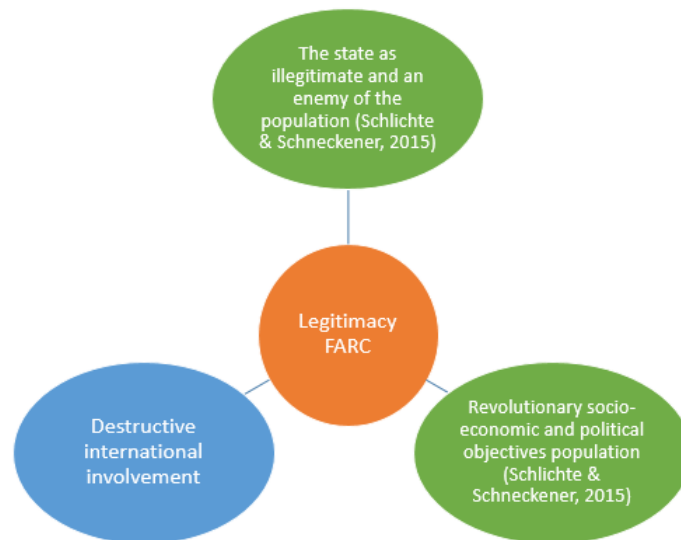 The state as
illegitimate and an
enemy of the
population (Schlichte
& Schneckener, 2015)
Legitimacy
FARC
Destructive
international
involvement
Revolutionary socio-
economic and political
objectives population
(Schlichte &
Schneckener, 2015)